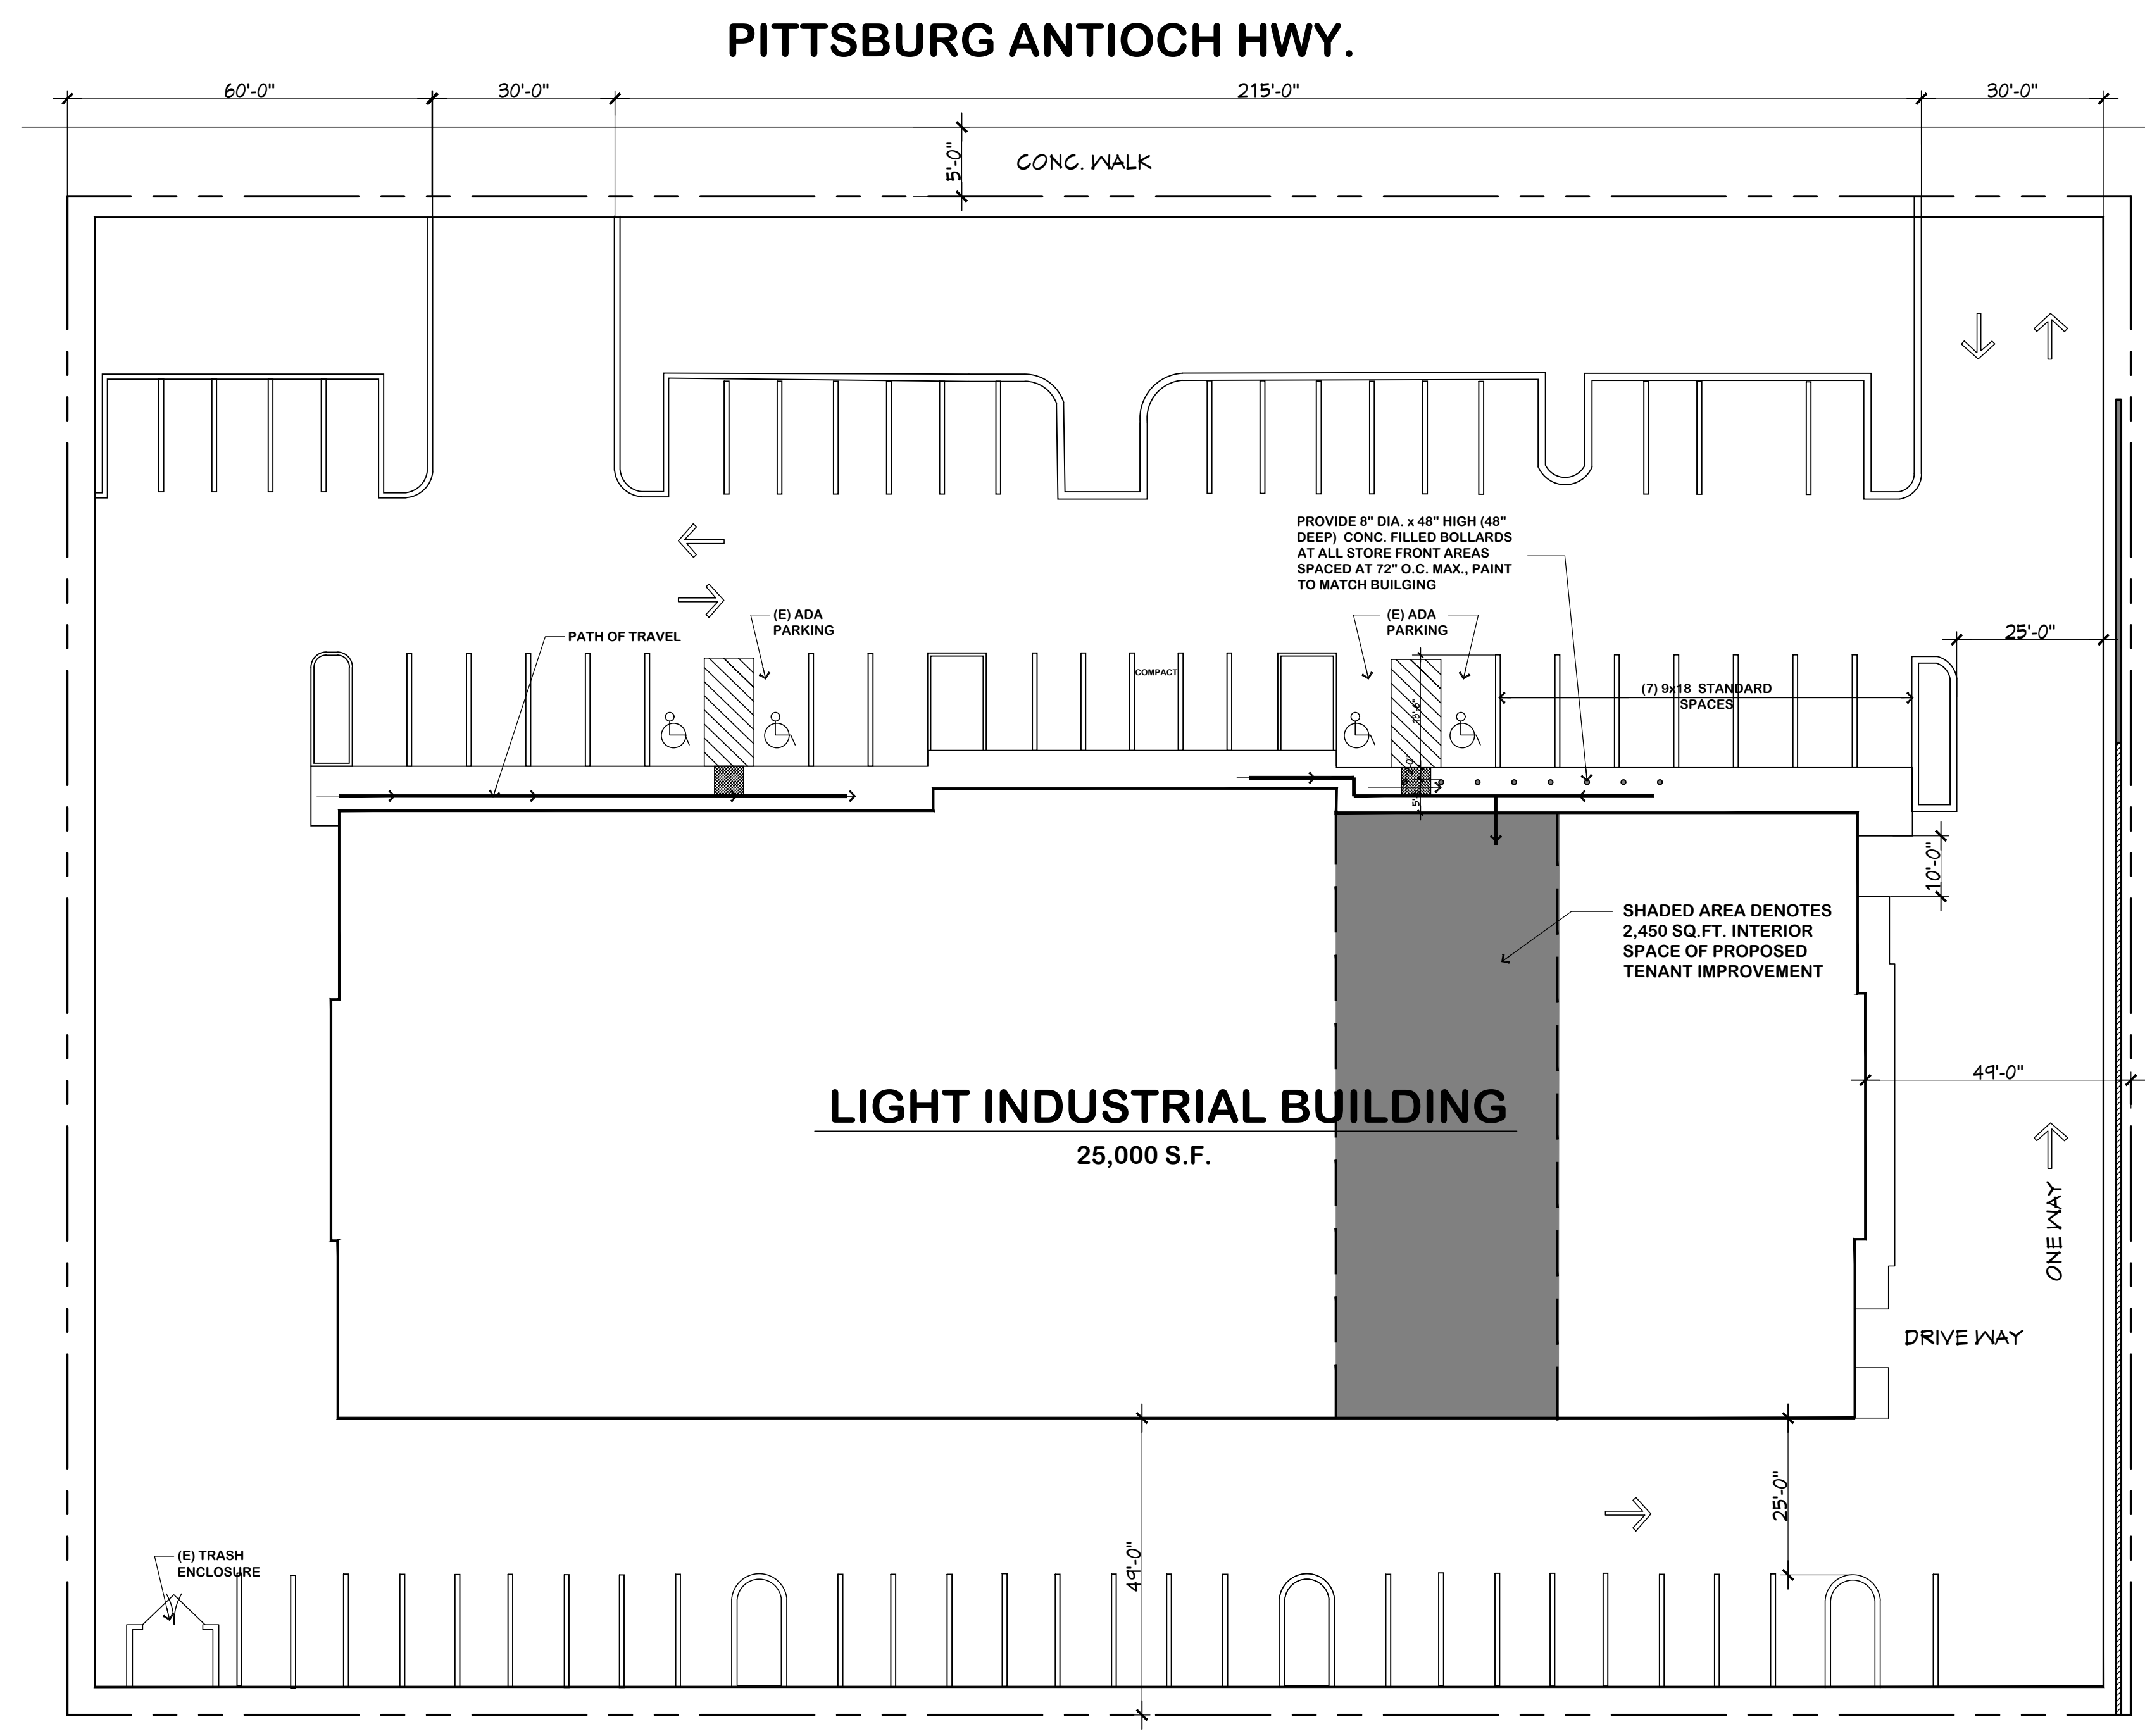 PITTSBURG ANTIOCH HWY.
60'-0"
30'-0"
215'-0"
30'-0"
5'-0"
CONC. WALK
PROVIDE 8" DIA. x 48" HIGH (48"
DEEP) CONC. FILLED BOLLARDS
AT ALL STORE FRONT AREAS
SPACED AT 72" O.C. MAX., PAINT
TO MATCH BUILGING
(E) ADA
PARKING
(E) ADA
PARKING
PATH OF TRAVEL
25'-0"
COMPACT
(7) 9x18 STANDARD
SPACES
10'-0"
SHADED AREA DENOTES
2,450 SQ.FT. INTERIOR
SPACE OF PROPOSED
TENANT IMPROVEMENT
49'-0"
LIGHT INDUSTRIAL BUILDING
25,000 S.F.
ONE WAY
DRIVE WAY
25'-0"
49'-0"
(E) TRASH
ENCLOSURE